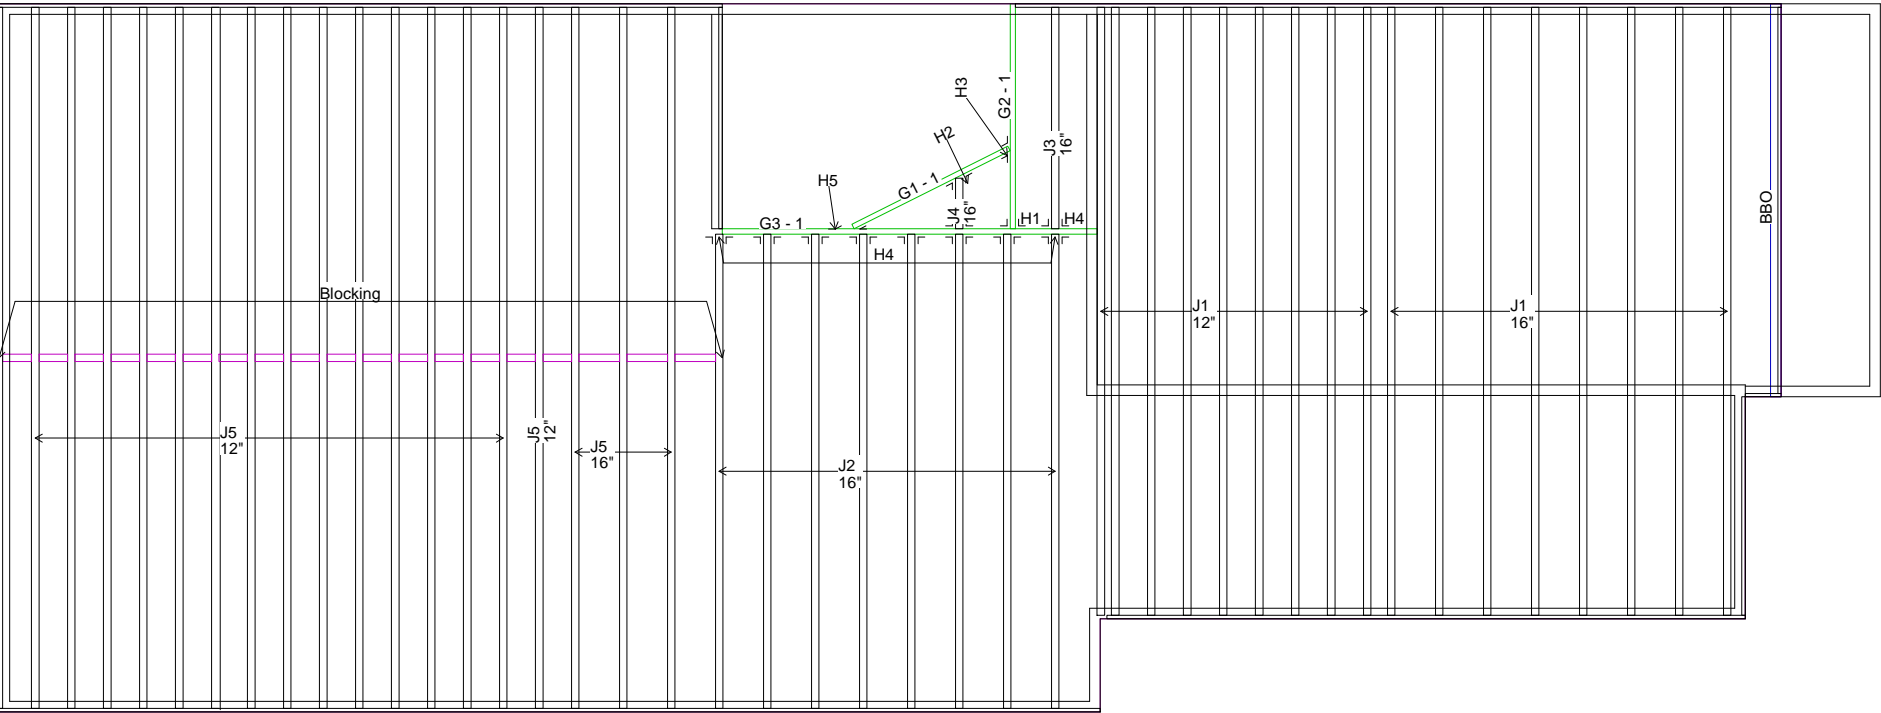 H3
G2 - 1
H2
J3
16"
BBO
H5
G1 - 1
J4
16"
G3 - 1
H1
H4
H4
Blocking
J1
12"
J1
16"
J5
12"
J5
12"
J5
16"
J2
16"